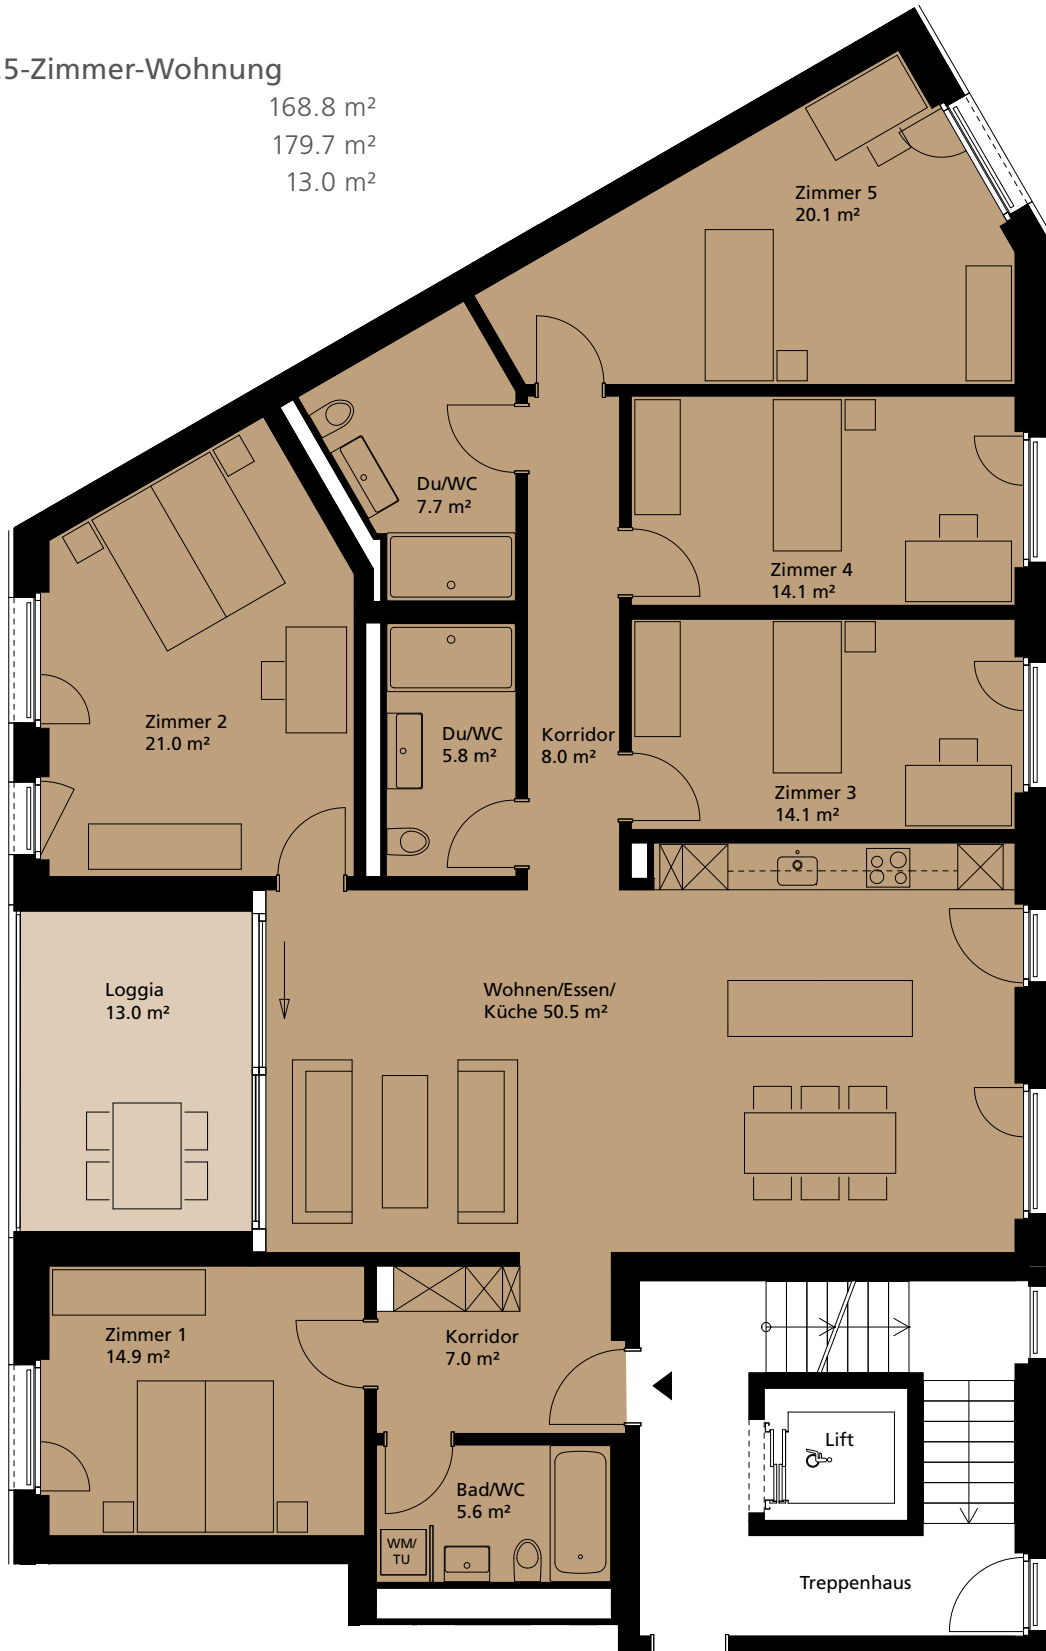 .5-Zimmer-Wohnung
168.8 m²
179.7 m²
13.0 m²
Zimmer 5
20.1 m²
Du/WC
7.7 m²
Zimmer 4
14.1 m²
Zimmer 2
21.0 m²
Du/WC
5.8 m²
Korridor
8.0 m²
Zimmer 3
14.1 m²
Loggia
13.0 m²
Wohnen/Essen/
Küche 50.5 m²
Zimmer 1
14.9 m²
Korridor
7.0 m²
Lift
Bad/WC
5.6 m²
WM/
TU
Treppenhaus